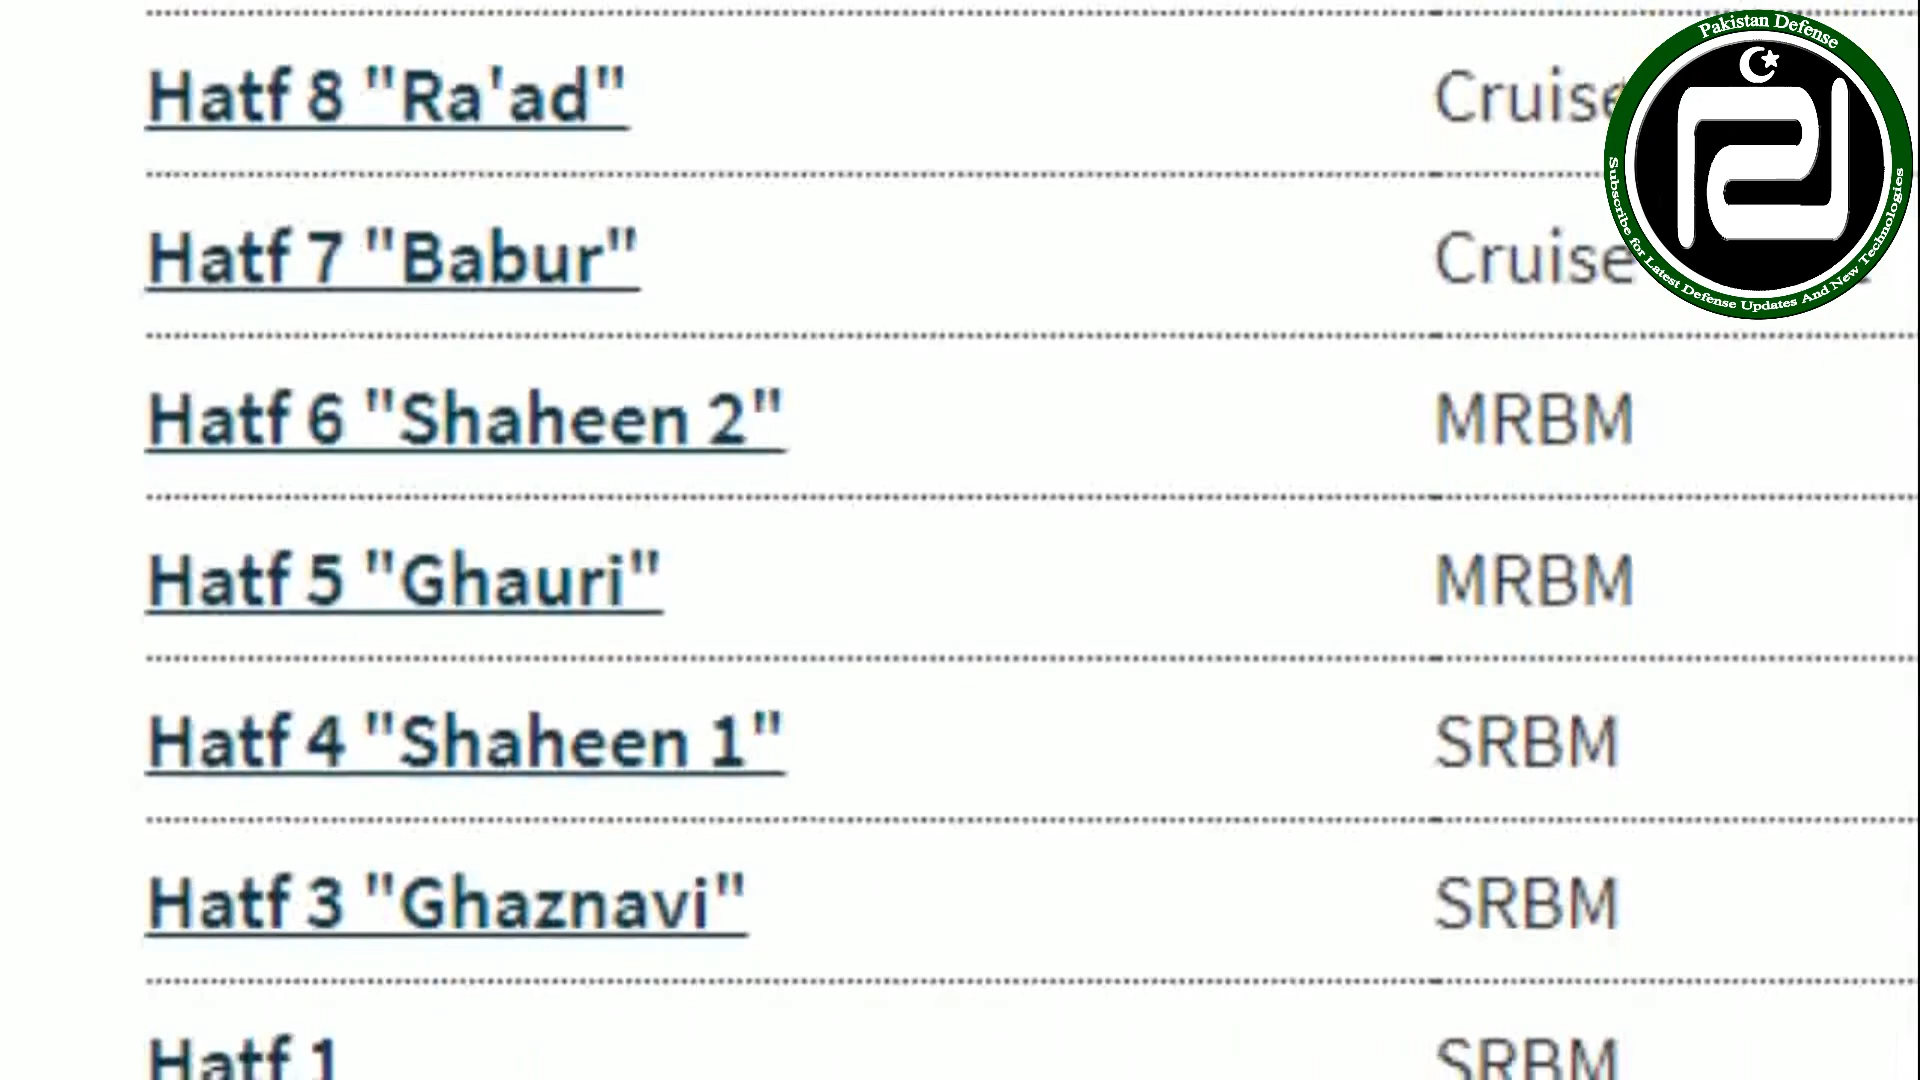 Pakistan Defense
Subscribe for Latest Defense Updates And New Technologies
Hatf 8 "Ra'ad" Cruise
Hatf 7 "Babur" Cruise
Hatf 6 "Shaheen 2" MRBM
Hatf 5 "Ghauri" MRBM
Hatf 4 "Shaheen 1" SRBM
Hatf 3 "Ghaznavi" SRBM
Hatf 1 SRBM